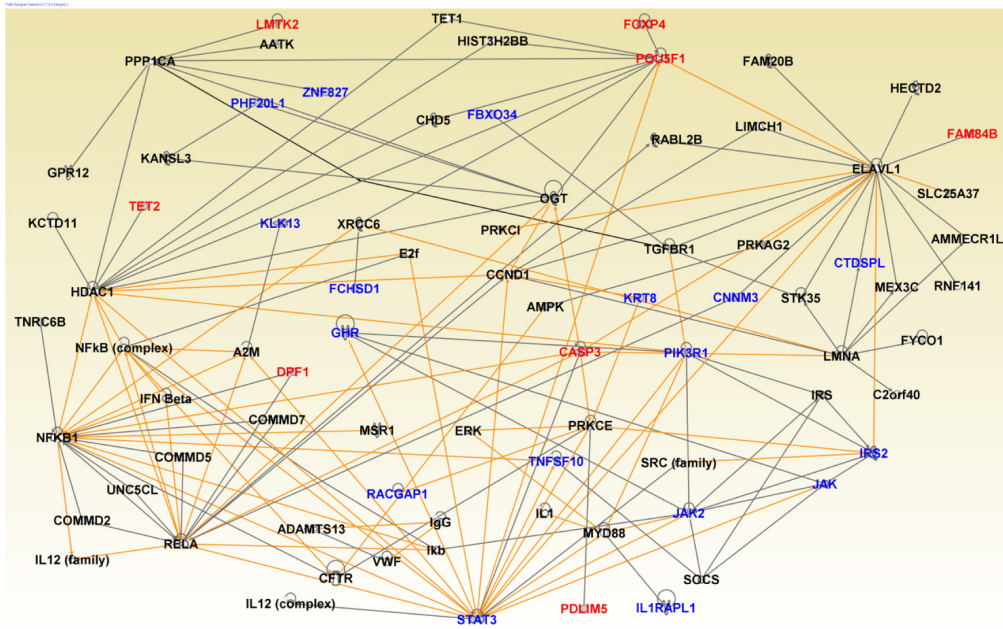 LMTK2
TET1
FOXP4
AATK
HIST3H2BB
PPP1CA
POU5F1
FAM20B
ZNF827
HECTD2
PHF20L1
FBXO34
CHD5
LIMCH1
RABL2B
FAM84B
KANSL3
GPR12
ELAVL1
SLC25A37
TET2
OGT
KCTD11
KLK13
XRCC6
PRKCI
AMMECR1L
E2f
TGFBR1
PRKAG2
CTDSPL
CCND1
HDAC1
FCHSD1
KRT8
CNNM3
STK35
MEX3C
RNF141
AMPK
TNRC6B
GHR
FYCO1
NFkB (complex)
A2M
CASP3
PIK3R1
LMNA
DPF1
IFN Beta
IRS
C2orf40
COMMD7
NFKB1
MSR1
ERK
PRKCE
COMMD5
IRS2
TNFSF10
SRC (family)
UNC5CL
RACGAP1
JAK
COMMD2
ADAMTS13
IgG
IL1
JAK2
RELA
MYD88
Ikb
IL12 (family)
VWF
CFTR
SOCS
IL12 (complex)
PDLIM5
IL1RAPL1
STAT3